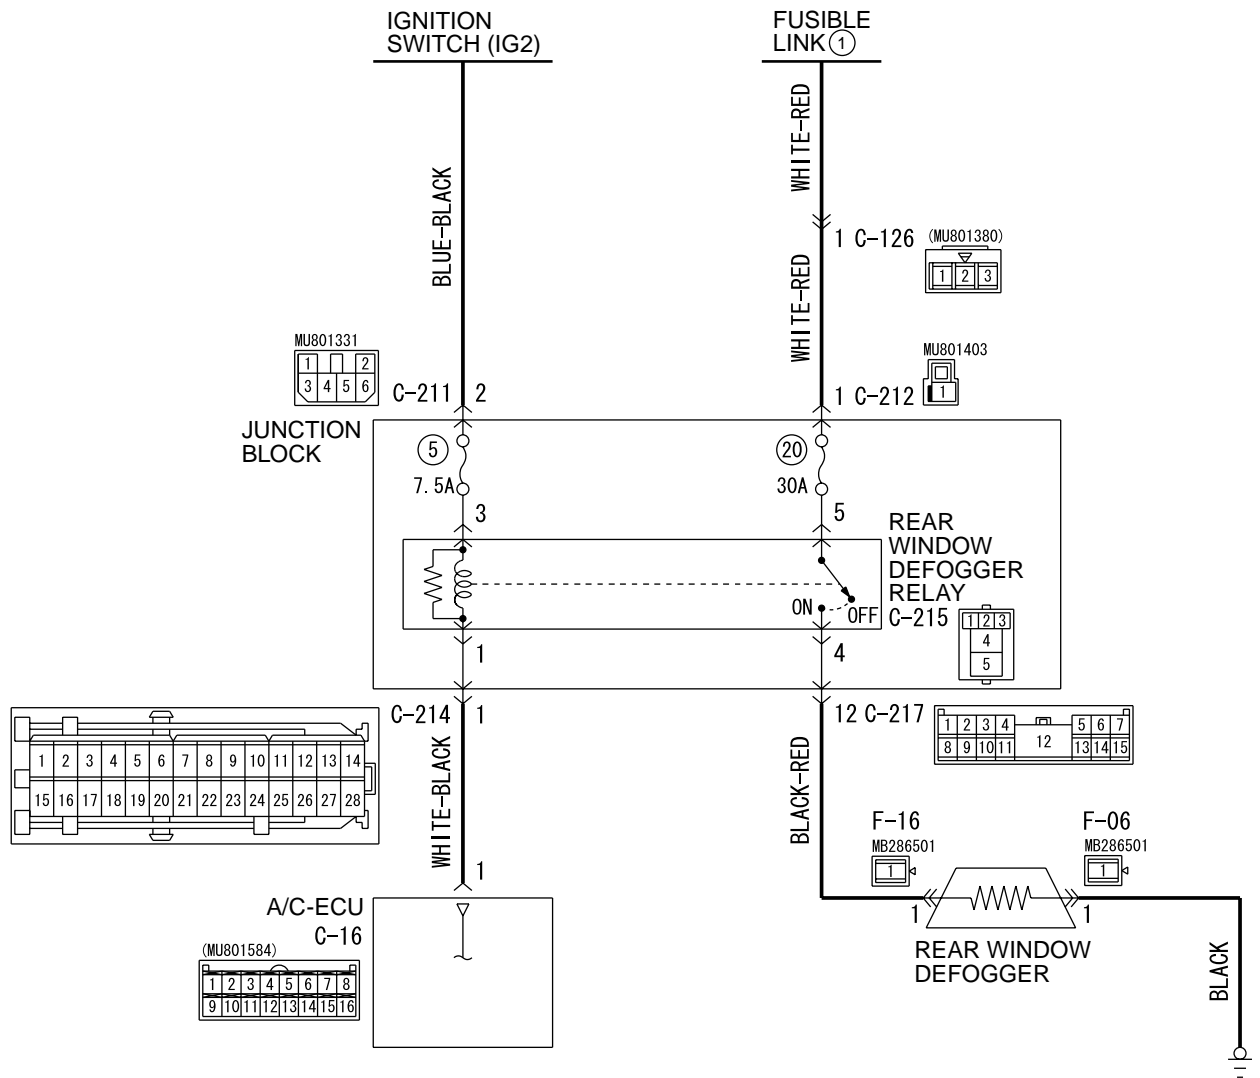 IGNITION
SWITCH (IG2)
FUSIBLE
LINK 1
BLUE-BLACK
WHITE-RED
1 C-126 (MU801380)
1 2 3
WHITE-RED
MU801331
1 2
3 4 5 6
C-211 2
MU801403
1
1 C-212
JUNCTION
BLOCK
5
7.5A
3
20
30A
5
REAR
WINDOW
DEFOGGER
RELAY
C-215
1 2 3
4
5
ON
OFF
1
4
C-214 1
12 C-217
1 2 3 4 5 6 7
8 9 10 11 12 13 14 15
1 2 3 4 5 6 7 8 9 10 11 12 13 14
15 16 17 18 19 20 21 22 23 24 25 26 27 28
WHITE-BLACK
BLACK-RED
1
F-16
MB286501
1
F-06
MB286501
1
1
1
REAR WINDOW
DEFOGGER
BLACK
A/C-ECU
C-16
(MU801584)
1 2 3 4 5 6 7 8
9 10 11 12 13 14 15 16